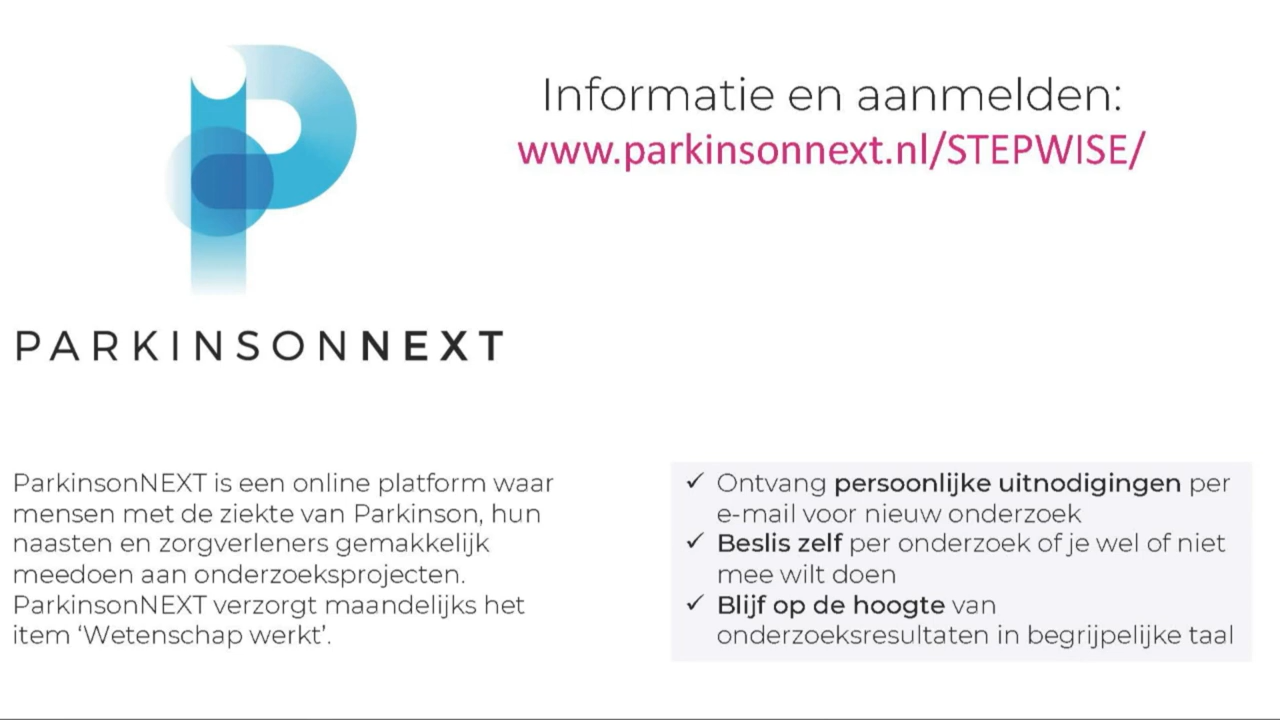 Informatie en aanmelden:
www.parkinsonnext.nl/STEPWISE/
PARKINSONNEXT
ParkinsonNEXT is een online platform waar
mensen met de ziekte van Parkinson, hun
naasten en zorgverleners gemakkelijk
meedoen aan onderzoeksprojecten.
ParkinsonNEXT verzorgt maandelijks het
item ‘Wetenschap werkt’.
✓ Ontvang persoonlijke uitnodigingen per
e-mail voor nieuw onderzoek
✓ Beslis zelf per onderzoek of je wel of niet
mee wilt doen
✓ Blijf op de hoogte van
onderzoeksresultaten in begrijpelijke taal